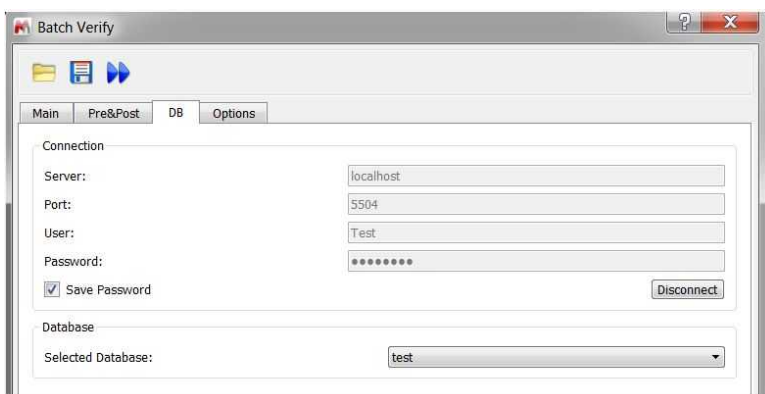 Batch Verify
Main Pre&Post DB Options
Connection
Server: localhost
Port: 5504
User: Test
Password: ●●●●●●●●
Save Password Disconnect
Database
Selected Database: test